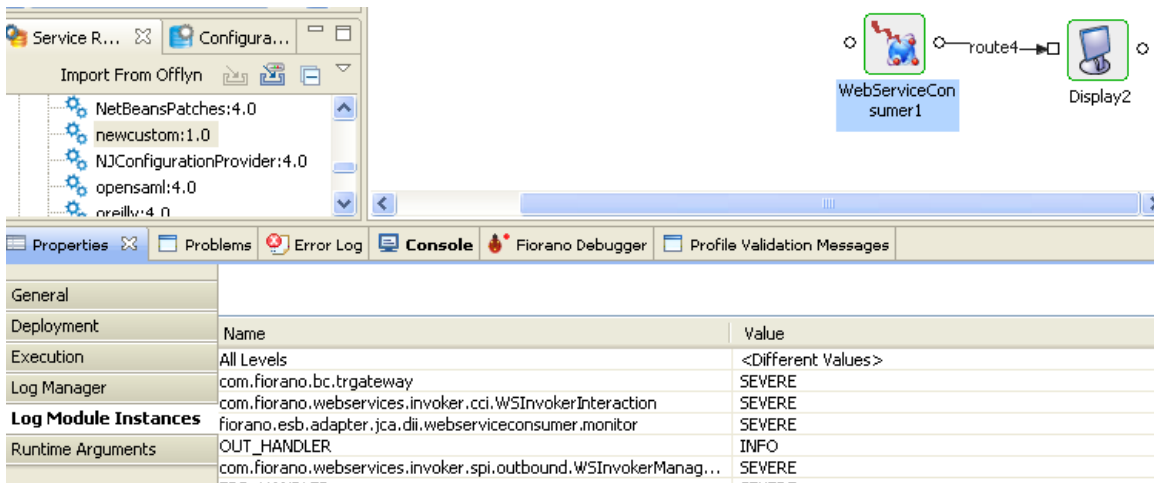 Service R...
Configura...
Import From Offlyn
NetBeansPatches:4.0
newcustom:1.0
NJConfigurationProvider:4.0
opensaml:4.0
oreilly:4.0
route4
WebServiceCon
sumer1
Display2
Properties
Problems
Error Log
Console
Fiorano Debugger
Profile Validation Messages
General
Deployment
Execution
Log Manager
Log Module Instances
Runtime Arguments
Name Value
All Levels <Different Values>
com.fiorano.bc.trgateway SEVERE
com.fiorano.webservices.invoker.cci.WSInvokerInteraction SEVERE
fiorano.esb.adapter.jca.dii.webserviceconsumer.monitor SEVERE
OUT_HANDLER INFO
com.fiorano.webservices.invoker.spi.outbound.WSInvokerManag... SEVERE